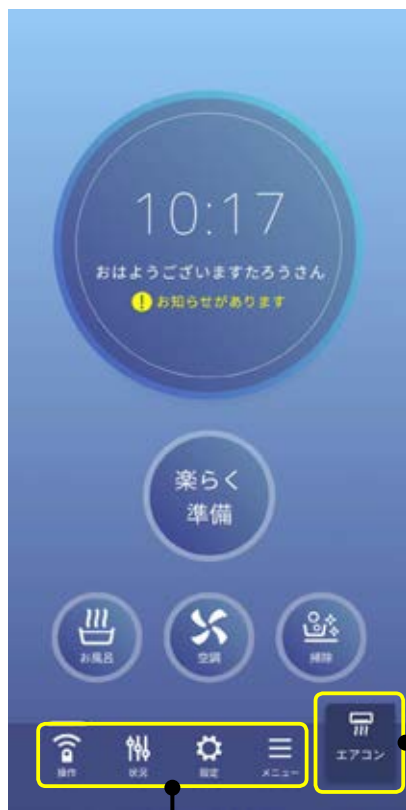 10:17
おはようございますたろうさん
! お知らせがあります
楽らく
準備
お風呂
空調
掃除
操作
状況
設定
メニュー
エアコン